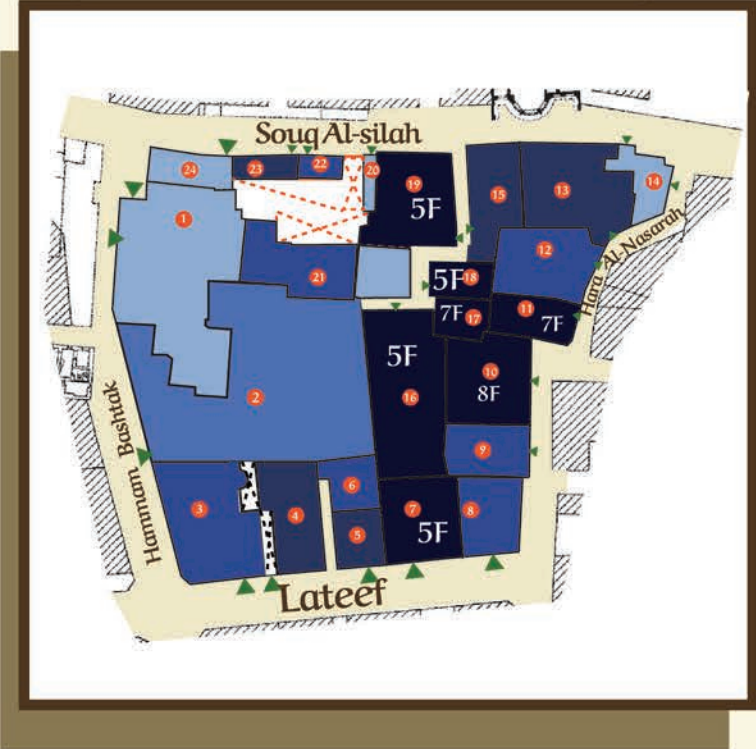 Souq Al-silah
24
23
22
20
19
5F
15
13
14
1
12
Hara Al-Nasarah
21
5F
18
7F
17
11
7F
5F
16
10
8F
2
Hammam Bashtak
9
6
3
4
7
8
5
5F
Lateef